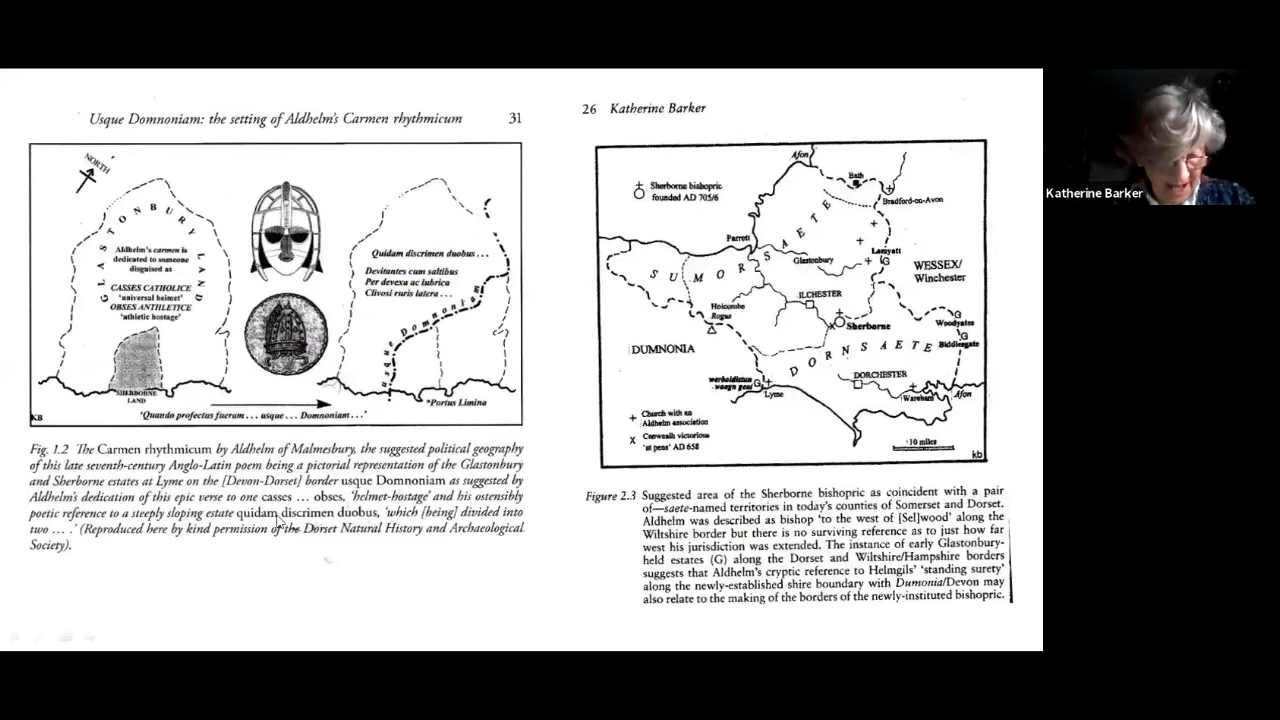 Usque Domnoniam: the setting of Aldhelm's Carmen rhythmicum 31
NORTH
GLASTONBURY LAND
Aldhelm's carmen is
dedicated to someone
disguised as
CASSES CATHOLICE
'universal helmet'
OBSES ANTHLETICE
'athletic hostage'
SHERBORNE
LAND
KB
Quidam discrimen duobus . . .
Devitantes cum saltibus
Per devexa ac lubrica
Clivosi ruris latera . . .
usque Domnoniam
*Portus Limina
'Quando profectus fueram . . . usque . . . Domnoniam . . .'
Fig. 1.2 The Carmen rhythmicum by Aldhelm of Malmesbury, the suggested political geography
of this late seventh-century Anglo-Latin poem being a pictorial representation of the Glastonbury
and Sherborne estates at Lyme on the [Devon-Dorset] border usque Domnoniam as suggested by
Aldhelm's dedication of this epic verse to one casses ... obses, 'helmet-hostage' and his ostensibly
poetic reference to a steeply sloping estate quidam discrimen duobus, 'which [being] divided into
two .... .' (Reproduced here by kind permission of the Dorset Natural History and Archaeological
Society).
26 Katherine Barker
Sherborne bishopric
founded AD 705/6
Afon
Bath
Bradford-on-Avon
Parrett
SUMORSAETE
Glastonbury
Lamyatt
G
WESSEX/
Winchester
ILCHESTER
Holcombe
Rogus
Sherborne
Woodyates
G
G
Biddlesgate
DUMNONIA
DORNSAETE
DORCHESTER
G
Lyme
Wareham
Afon
Church with an
Aldhelm association
X Cenwealh victorious
'at pens' AD 658
10 miles
kb
Figure 2.3 Suggested area of the Sherborne bishopric as coincident with a pair
of—saete-named territories in today's counties of Somerset and Dorset.
Aldhelm was described as bishop 'to the west of [Sel]wood' along the
Wiltshire border but there is no surviving reference as to just how far
west his jurisdiction was extended. The instance of early Glastonbury-
held estates (G) along the Dorset and Wiltshire/Hampshire borders
suggests that Aldhelm's cryptic reference to Helmgils' 'standing surety'
along the newly-established shire boundary with Dumonia/Devon may
also relate to the making of the borders of the newly-instituted bishopric.
Katherine Barker